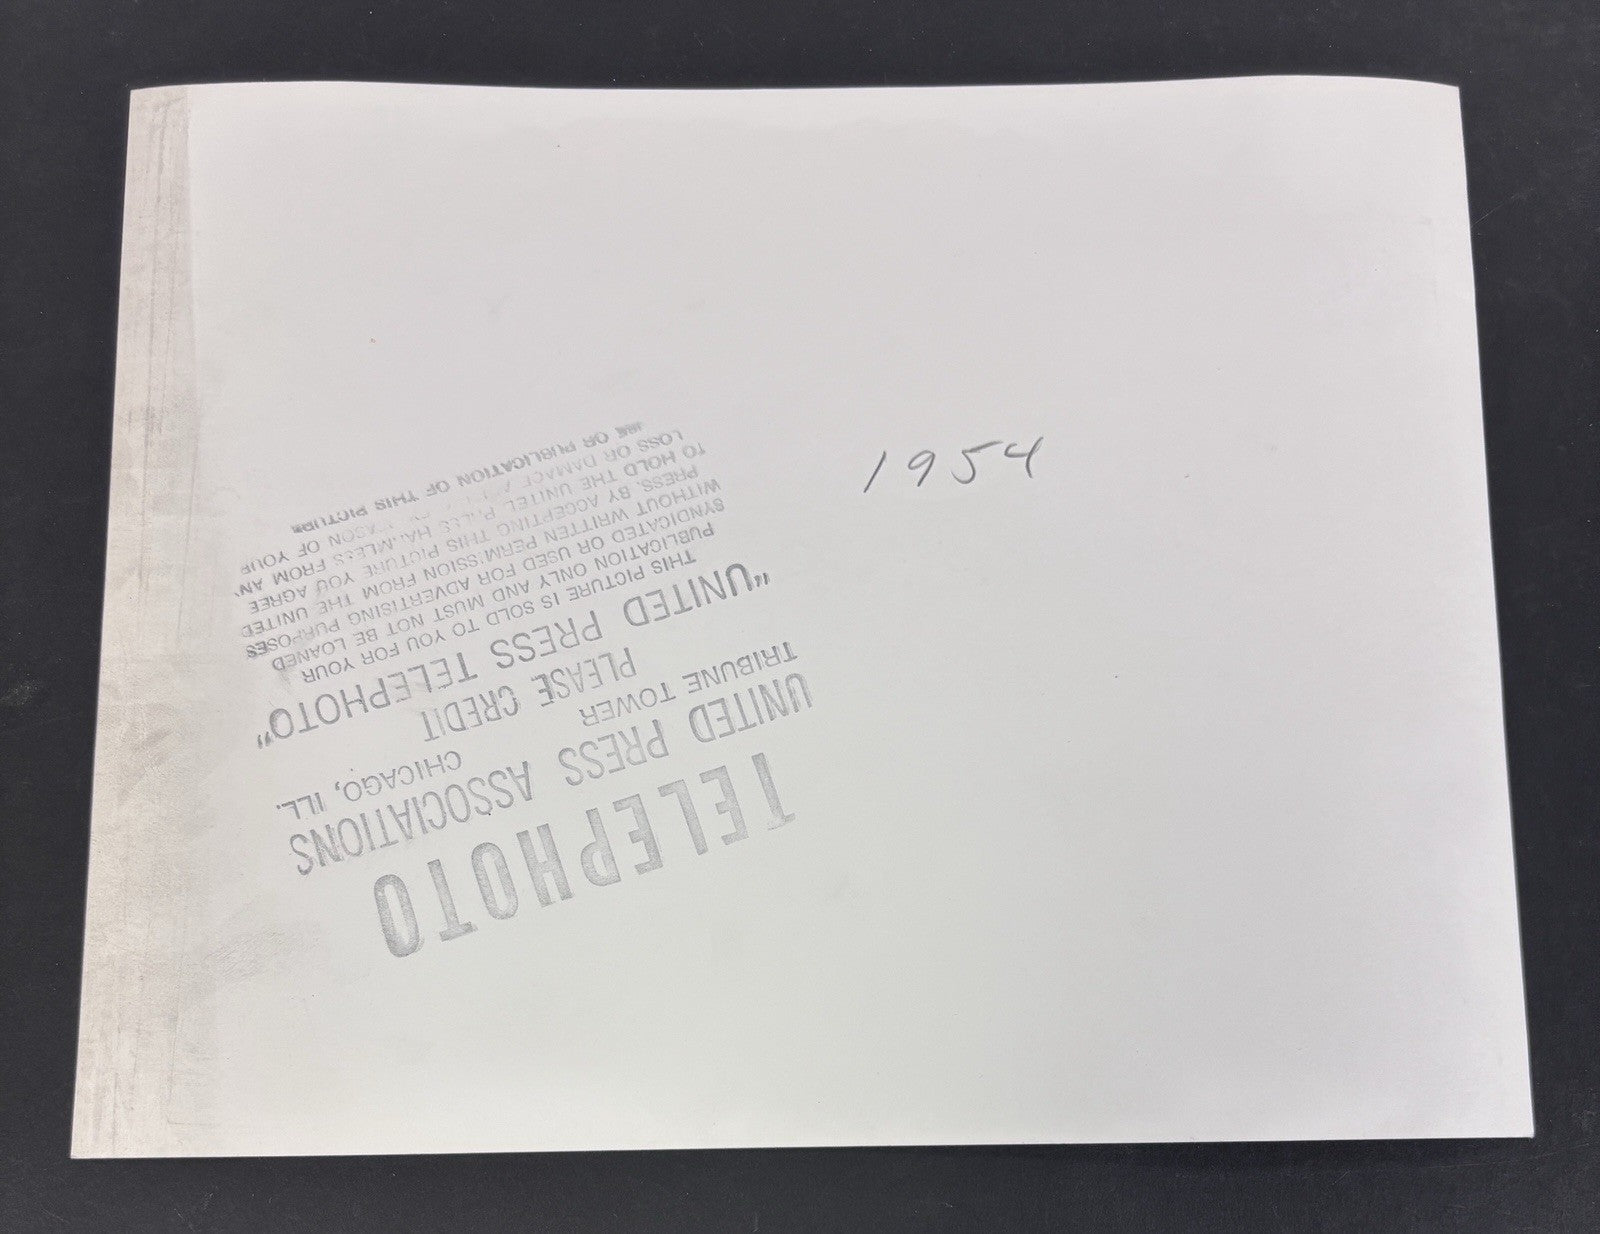 1954
TELEPHOTO
UNITED PRESS ASSOCIATIONS
TRIBUNE TOWER CHICAGO, ILL.
PLEASE CREDIT
"UNITED PRESS TELEPHOTO"
THIS PICTURE IS SOLD TO YOU FOR YOUR
PUBLICATION ONLY AND MUST NOT BE LOANED
SYNDICATED OR USED FOR ADVERTISING PURPOSES
WITHOUT WRITTEN PERMISSION FROM THE UNITED
PRESS. BY ACCEPTING THIS PICTURE YOU AGREE
TO HOLD THE UNITED HARMLESS FROM
LOSS OR DAMAGE OF YOUR
OR PUBLICATION OF THIS PICTURE